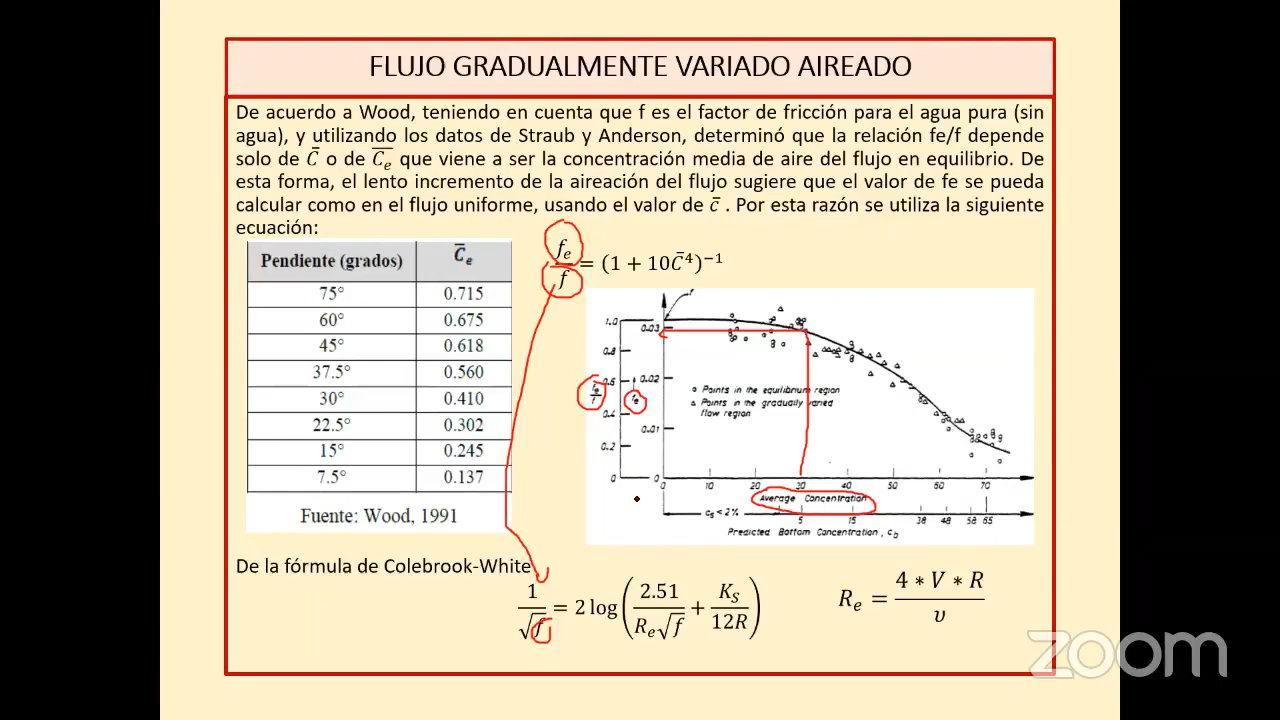 FLUJO GRADUALMENTE VARIADO AIREADO
De acuerdo a Wood, teniendo en cuenta que f es el factor de fricción para el agua pura (sin
agua), y utilizando los datos de Straub y Anderson, determinó que la relación fe/f depende
solo de C̄ o de C̄ₑ que viene a ser la concentración media de aire del flujo en equilibrio. De
esta forma, el lento incremento de la aireación del flujo sugiere que el valor de fe se pueda
calcular como en el flujo uniforme, usando el valor de c̄ . Por esta razón se utiliza la siguiente
ecuación:
fₑ/f = (1 + 10C̄⁴)⁻¹
Pendiente (grados) C̄ₑ
75° 0.715
60° 0.675
45° 0.618
37.5° 0.560
30° 0.410
22.5° 0.302
15° 0.245
7.5° 0.137
Fuente: Wood, 1991
f
1.0 0.03
0.8
0.6 0.02
fe/f fe
0.4 0.01
0.2
0 0
Points in the equilibrium region
Points in the gradually varied
flow region
0 10 20 30 40 50 60 70
Average Concentration
c_s < 2% 5 15 38 48 58 65
Predicted Bottom Concentration, c_b
De la fórmula de Colebrook-White
1/√f = 2 log(2.51/(Rₑ√f) + K_S/12R)
Rₑ = (4 ∗ V ∗ R)/υ
zoom